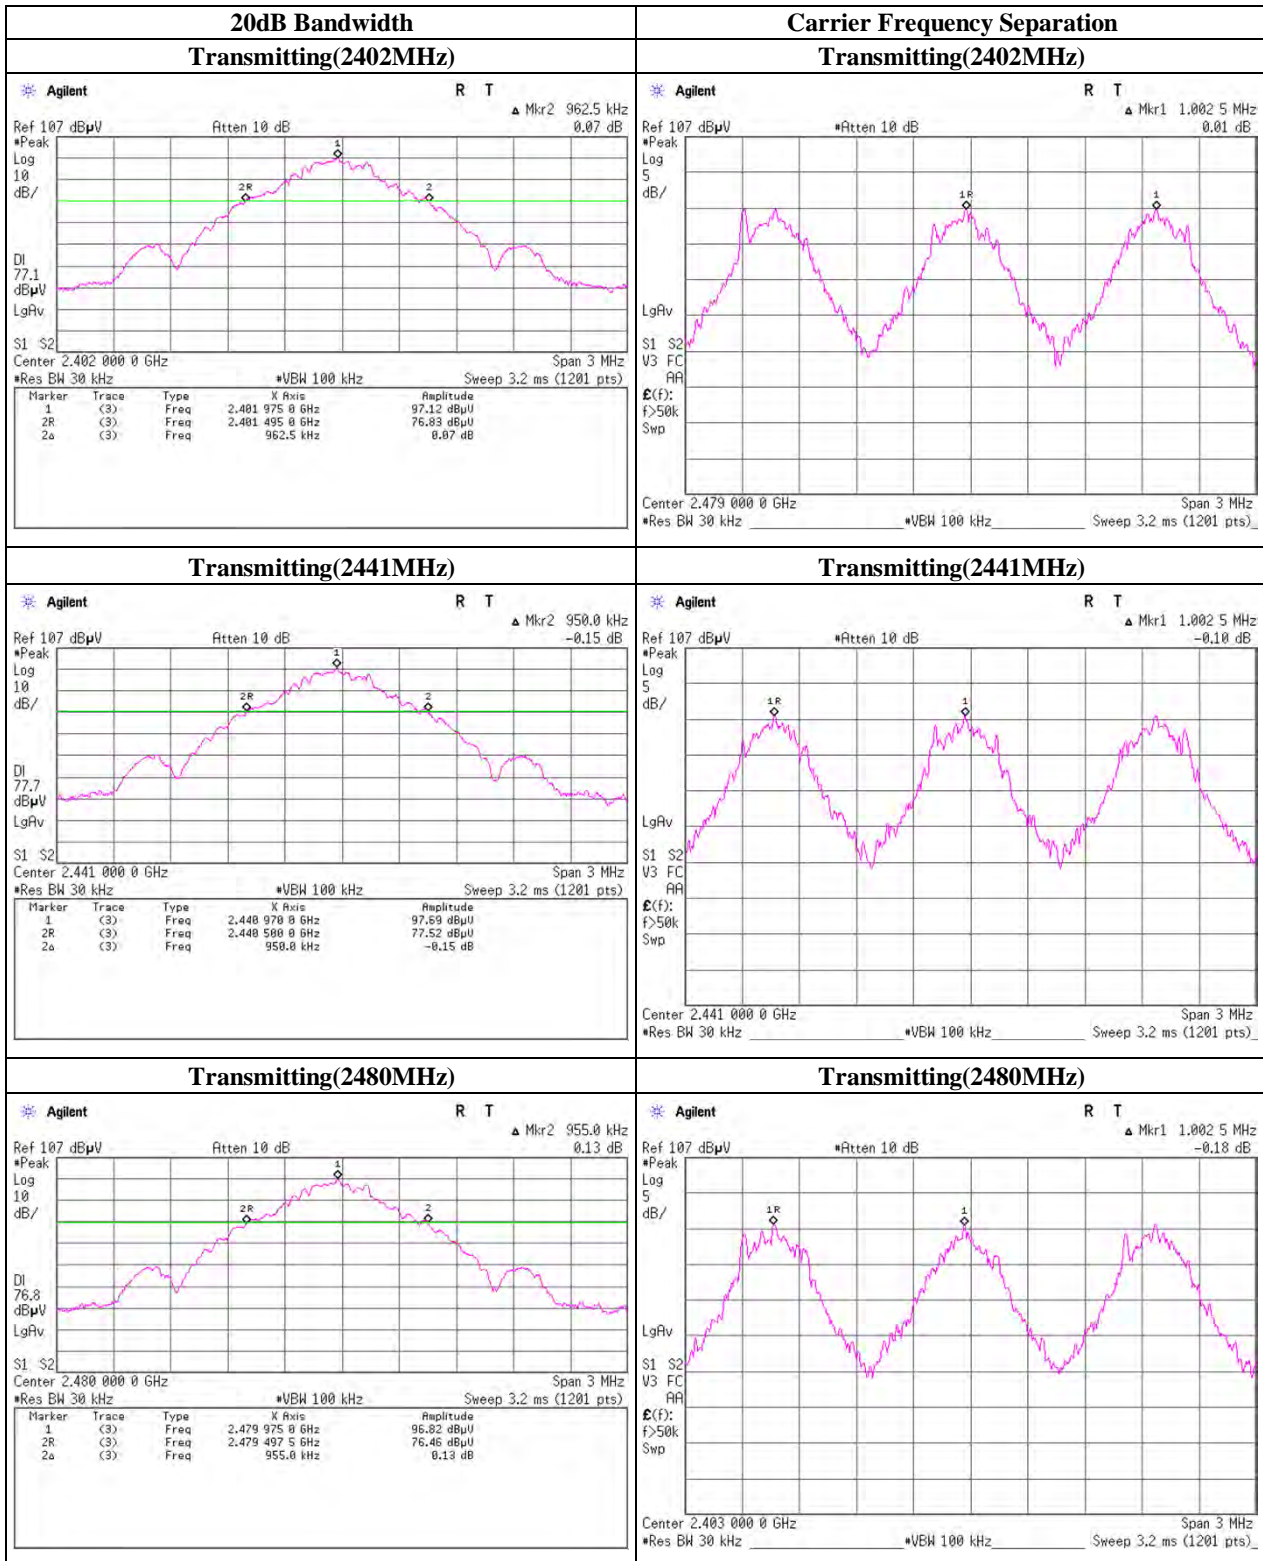 20dB Bandwidth
Carrier Frequency Separation
Transmitting(2402MHz)
Transmitting(2402MHz)
Agilent
R T
Δ Mkr2 962.5 kHz
Ref 107 dBµV
Atten 10 dB
0.07 dB
#Peak
Log
10
dB/
1
2R
2
DI
77.1
dBµV
LgAv
S1 S2
Center 2.402 000 0 GHz
Span 3 MHz
#Res BW 30 kHz
#VBW 100 kHz
Sweep 3.2 ms (1201 pts)
Marker Trace Type X Axis Amplitude
1 (3) Freq 2.401 975 0 GHz 97.12 dBµV
2R (3) Freq 2.401 495 0 GHz 76.83 dBµV
2Δ (3) Freq 962.5 kHz 0.07 dB
Agilent
R T
Δ Mkr1 1.002 5 MHz
Ref 107 dBµV
#Atten 10 dB
0.01 dB
#Peak
Log
5
dB/
1R
1
LgAv
S1 S2
V3 FC
AA
£(f):
f>50k
Swp
Center 2.479 000 0 GHz
Span 3 MHz
#Res BW 30 kHz
#VBW 100 kHz
Sweep 3.2 ms (1201 pts)
Transmitting(2441MHz)
Transmitting(2441MHz)
Agilent
R T
Δ Mkr2 950.0 kHz
Ref 107 dBµV
Atten 10 dB
-0.15 dB
#Peak
Log
10
dB/
1
2R
2
DI
77.7
dBµV
LgAv
S1 S2
Center 2.441 000 0 GHz
Span 3 MHz
#Res BW 30 kHz
#VBW 100 kHz
Sweep 3.2 ms (1201 pts)
Marker Trace Type X Axis Amplitude
1 (3) Freq 2.440 970 0 GHz 97.69 dBµV
2R (3) Freq 2.440 500 0 GHz 77.52 dBµV
2Δ (3) Freq 950.0 kHz -0.15 dB
Agilent
R T
Δ Mkr1 1.002 5 MHz
Ref 107 dBµV
#Atten 10 dB
-0.10 dB
#Peak
Log
5
dB/
1R
1
LgAv
S1 S2
V3 FC
AA
£(f):
f>50k
Swp
Center 2.441 000 0 GHz
Span 3 MHz
#Res BW 30 kHz
#VBW 100 kHz
Sweep 3.2 ms (1201 pts)
Transmitting(2480MHz)
Transmitting(2480MHz)
Agilent
R T
Δ Mkr2 955.0 kHz
Ref 107 dBµV
Atten 10 dB
0.13 dB
#Peak
Log
10
dB/
1
2R
2
DI
76.8
dBµV
LgAv
S1 S2
Center 2.480 000 0 GHz
Span 3 MHz
#Res BW 30 kHz
#VBW 100 kHz
Sweep 3.2 ms (1201 pts)
Marker Trace Type X Axis Amplitude
1 (3) Freq 2.479 975 0 GHz 96.82 dBµV
2R (3) Freq 2.479 497 5 GHz 76.46 dBµV
2Δ (3) Freq 955.0 kHz 0.13 dB
Agilent
R T
Δ Mkr1 1.002 5 MHz
Ref 107 dBµV
#Atten 10 dB
-0.18 dB
#Peak
Log
5
dB/
1R
1
LgAv
S1 S2
V3 FC
AA
£(f):
f>50k
Swp
Center 2.403 000 0 GHz
Span 3 MHz
#Res BW 30 kHz
#VBW 100 kHz
Sweep 3.2 ms (1201 pts)